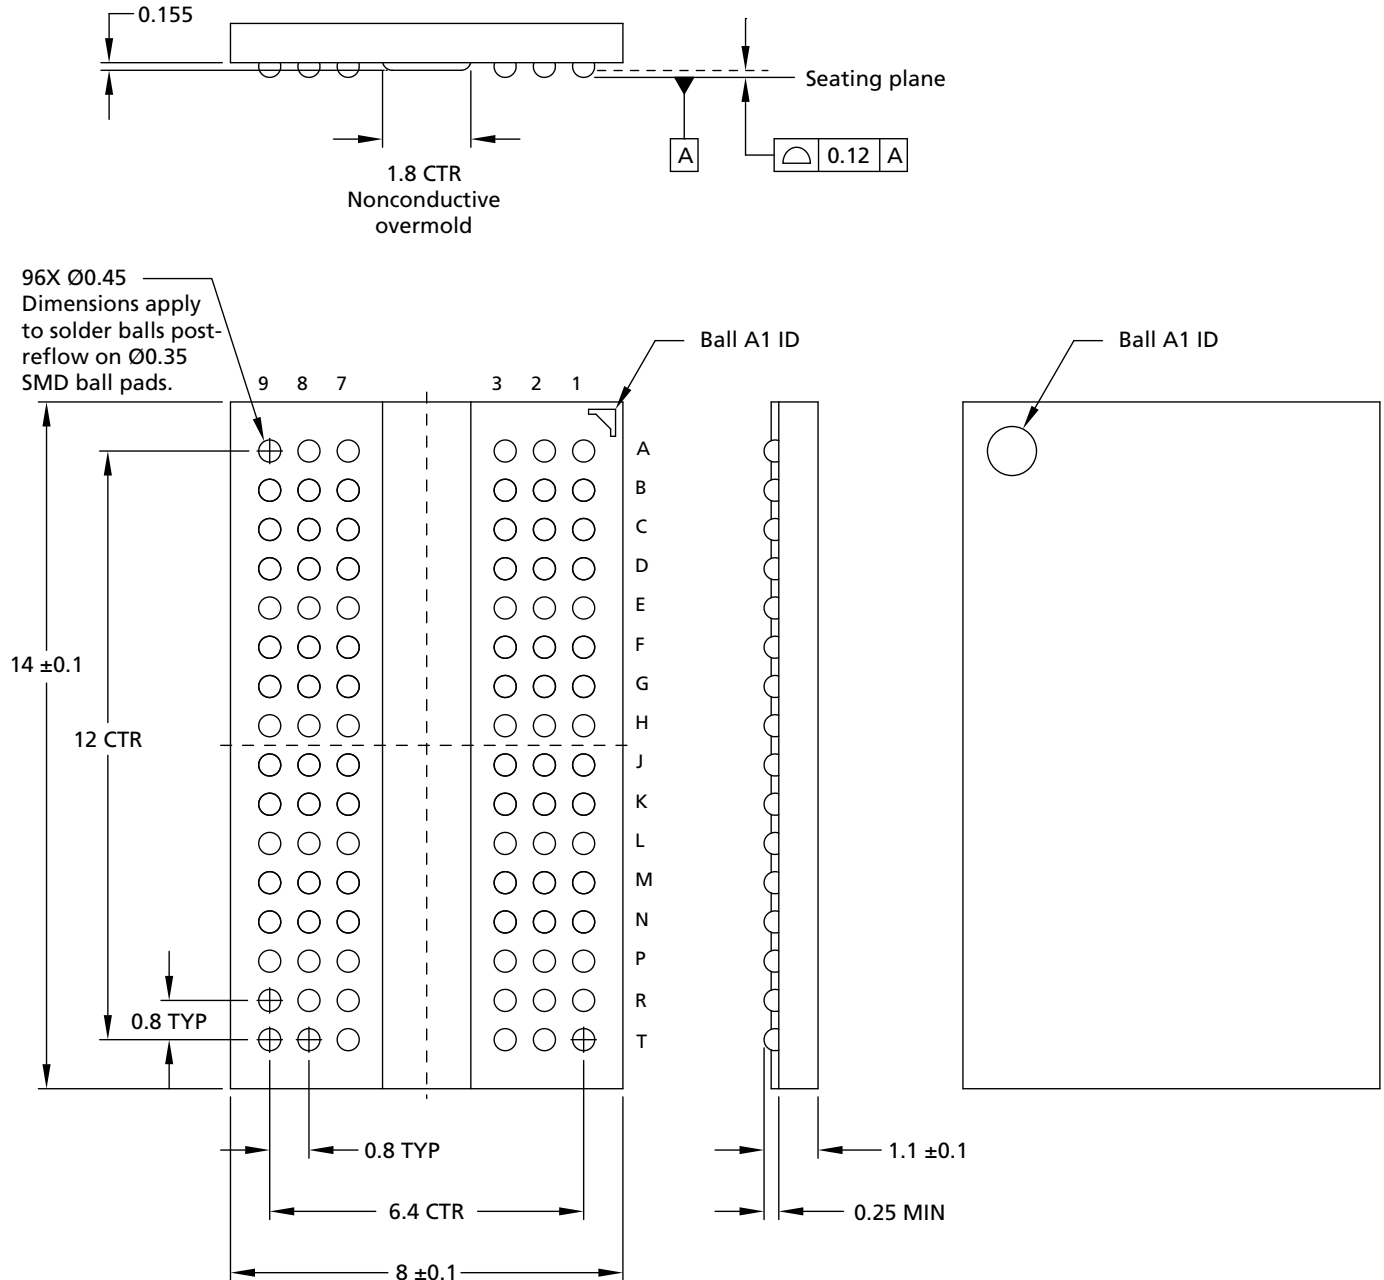 0.155
Seating plane
A
0.12 A
1.8 CTR
Nonconductive
overmold
96X Ø0.45
Dimensions apply
to solder balls post-
reflow on Ø0.35
SMD ball pads.
Ball A1 ID
Ball A1 ID
9 8 7 3 2 1
A
B
C
D
E
F
G
H
J
K
L
M
N
P
R
T
14 ±0.1
12 CTR
0.8 TYP
0.8 TYP
1.1 ±0.1
6.4 CTR
0.25 MIN
8 ±0.1